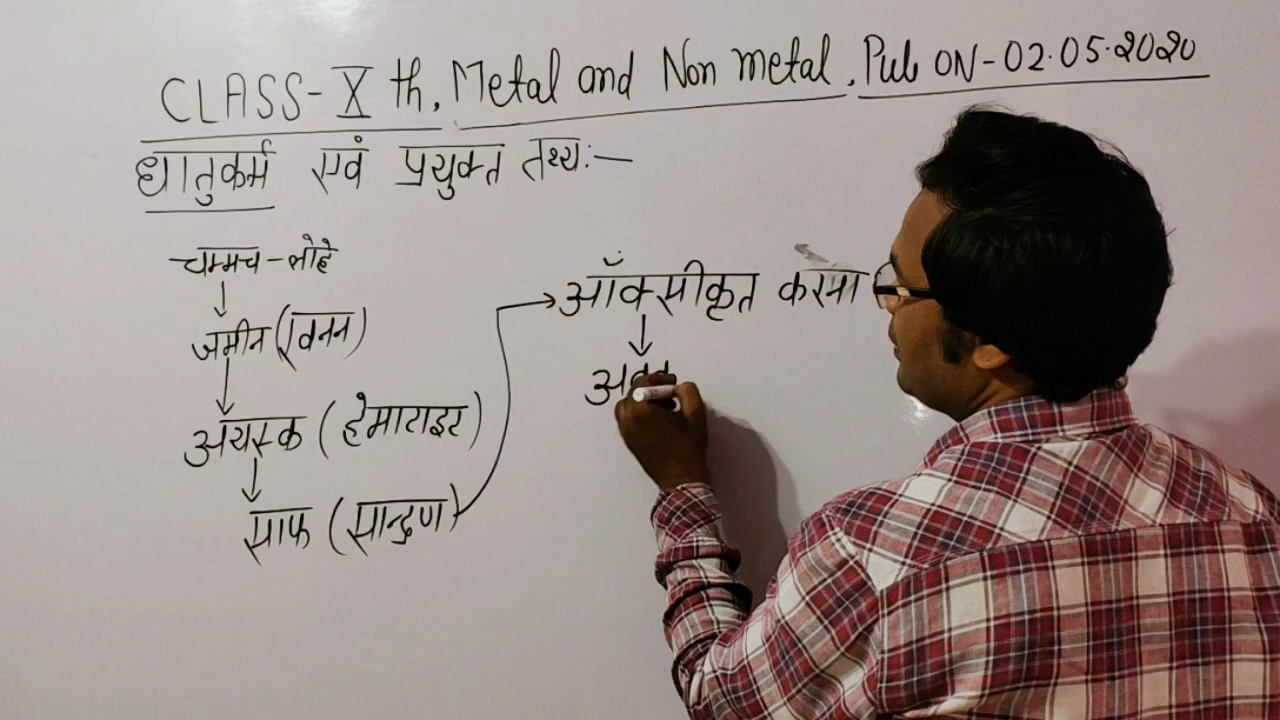 CLASS-X th, Metal and Non metal, Pub ON-02.05.2020
धातुकर्म एवं प्रयुक्त तथ्य:—
चम्मच-लोहे
जमीन (खनन)
अयस्क (हेमाटाइट)
साफ (सान्द्रण)
ऑक्सीकृत करना